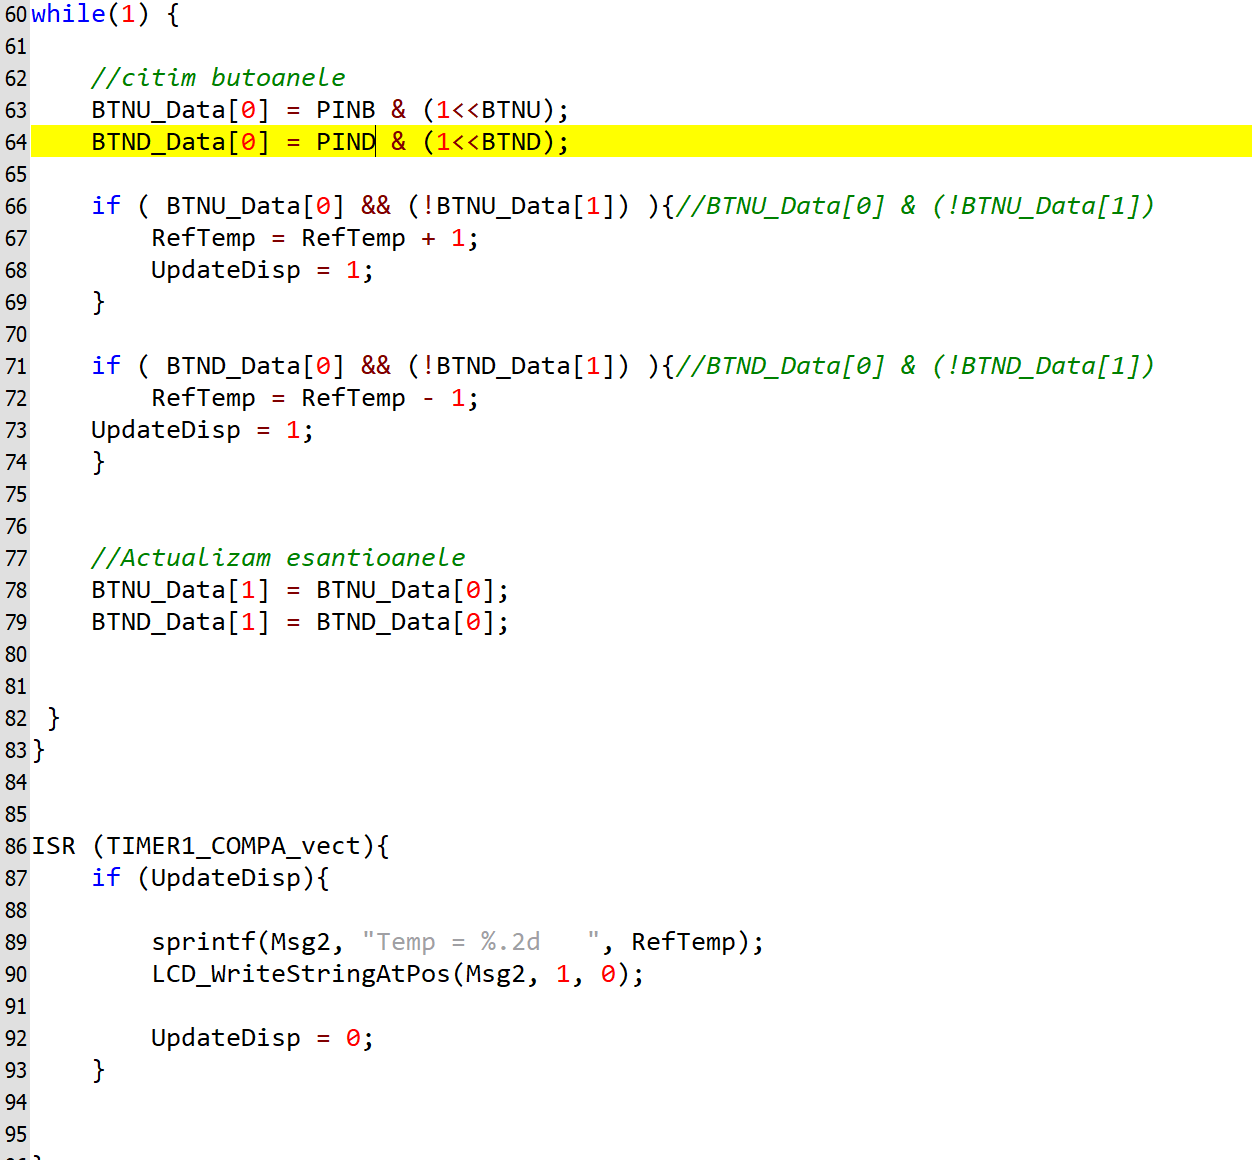 60 while(1) {
61
62     //citim butoanele
63     BTNU_Data[0] = PINB & (1<<BTNU);
64     BTND_Data[0] = PIND & (1<<BTND);
65
66     if ( BTNU_Data[0] && (!BTNU_Data[1]) ){//BTNU_Data[0] & (!BTNU_Data[1])
67         RefTemp = RefTemp + 1;
68         UpdateDisp = 1;
69     }
70
71     if ( BTND_Data[0] && (!BTND_Data[1]) ){//BTND_Data[0] & (!BTND_Data[1])
72         RefTemp = RefTemp - 1;
73     UpdateDisp = 1;
74     }
75
76
77     //Actualizam esantioanele
78     BTNU_Data[1] = BTNU_Data[0];
79     BTND_Data[1] = BTND_Data[0];
80
81
82  }
83 }
84
85
86 ISR (TIMER1_COMPA_vect){
87     if (UpdateDisp){
88
89         sprintf(Msg2, "Temp = %.2d   ", RefTemp);
90         LCD_WriteStringAtPos(Msg2, 1, 0);
91
92         UpdateDisp = 0;
93     }
94
95